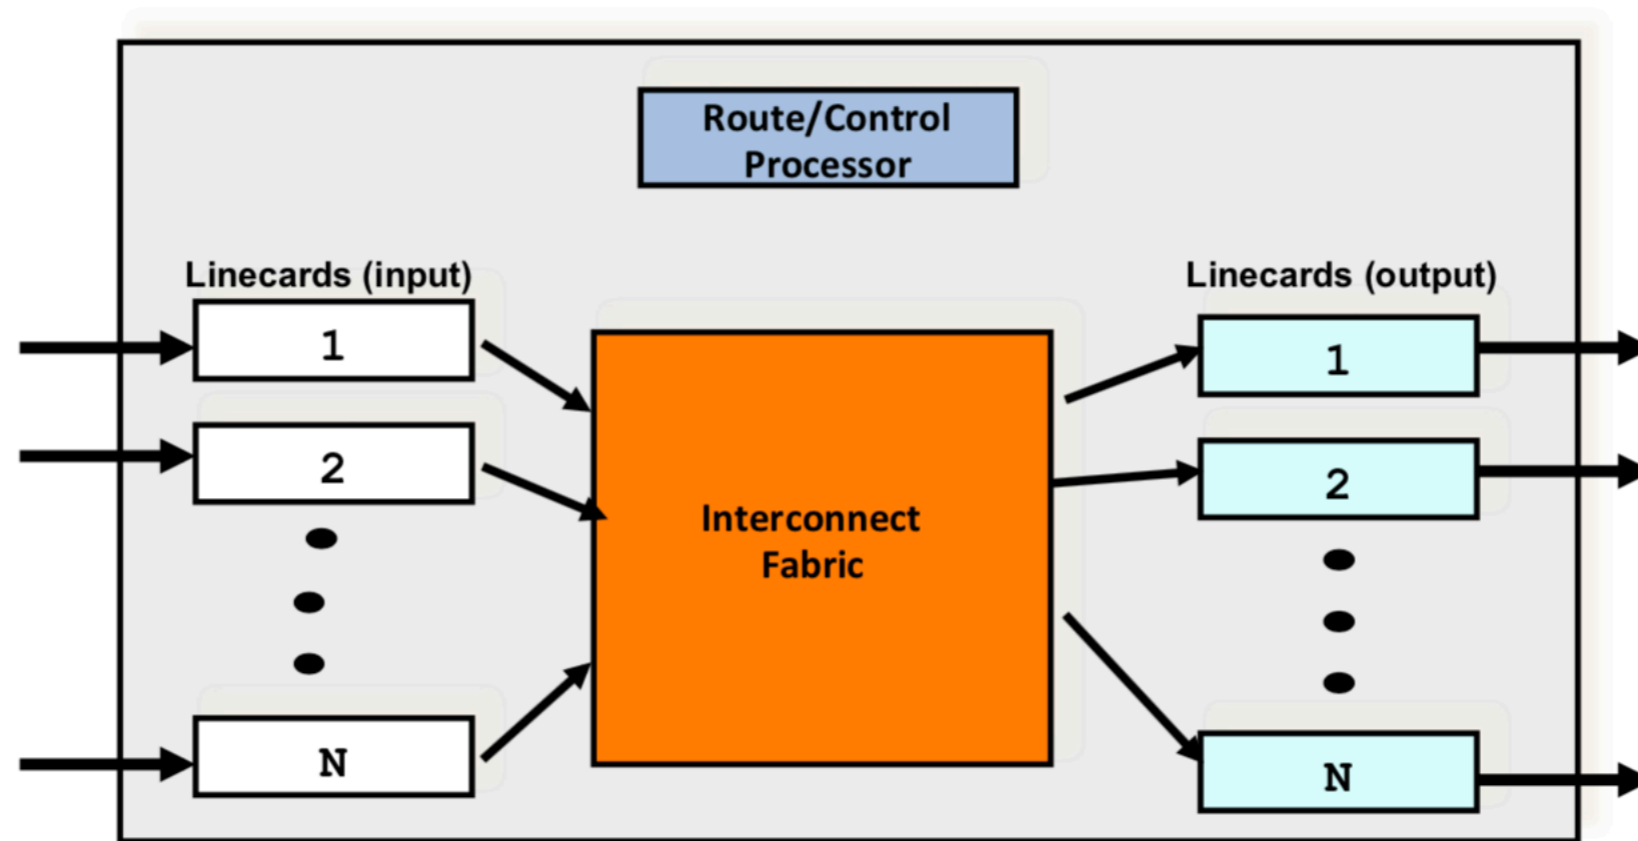 Route/Control
Processor
Linecards (input)
Linecards (output)
1
1
2
2
Interconnect
Fabric
N
N